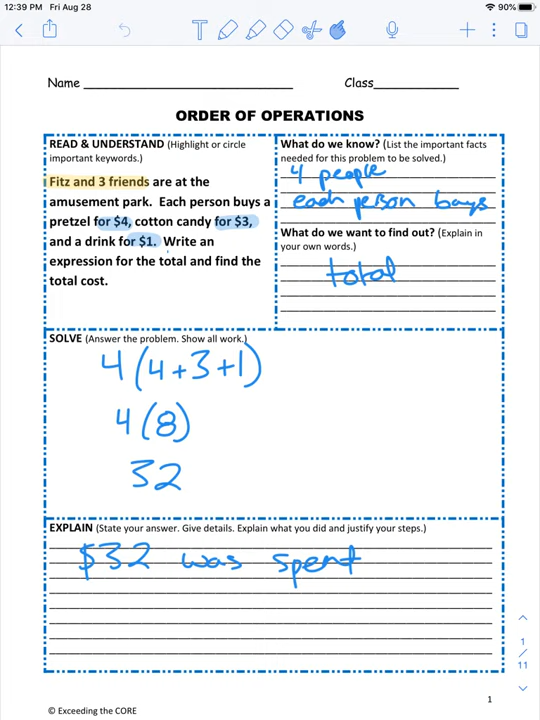 12:39 PM Fri Aug 28
90%
Name ______________________________ Class____________
ORDER OF OPERATIONS
READ & UNDERSTAND (Highlight or circle
important keywords.)
Fitz and 3 friends are at the
amusement park. Each person buys a
pretzel for $4, cotton candy for $3,
and a drink for $1. Write an
expression for the total and find the
total cost.
What do we know? (List the important facts
needed for this problem to be solved.)
4 people
each person buys
What do we want to find out? (Explain in
your own words.)
total
SOLVE (Answer the problem. Show all work.)
4(4+3+1)
4(8)
32
EXPLAIN (State your answer. Give details. Explain what you did and justify your steps.)
$32 was spent
1
/
11
1
© Exceeding the CORE